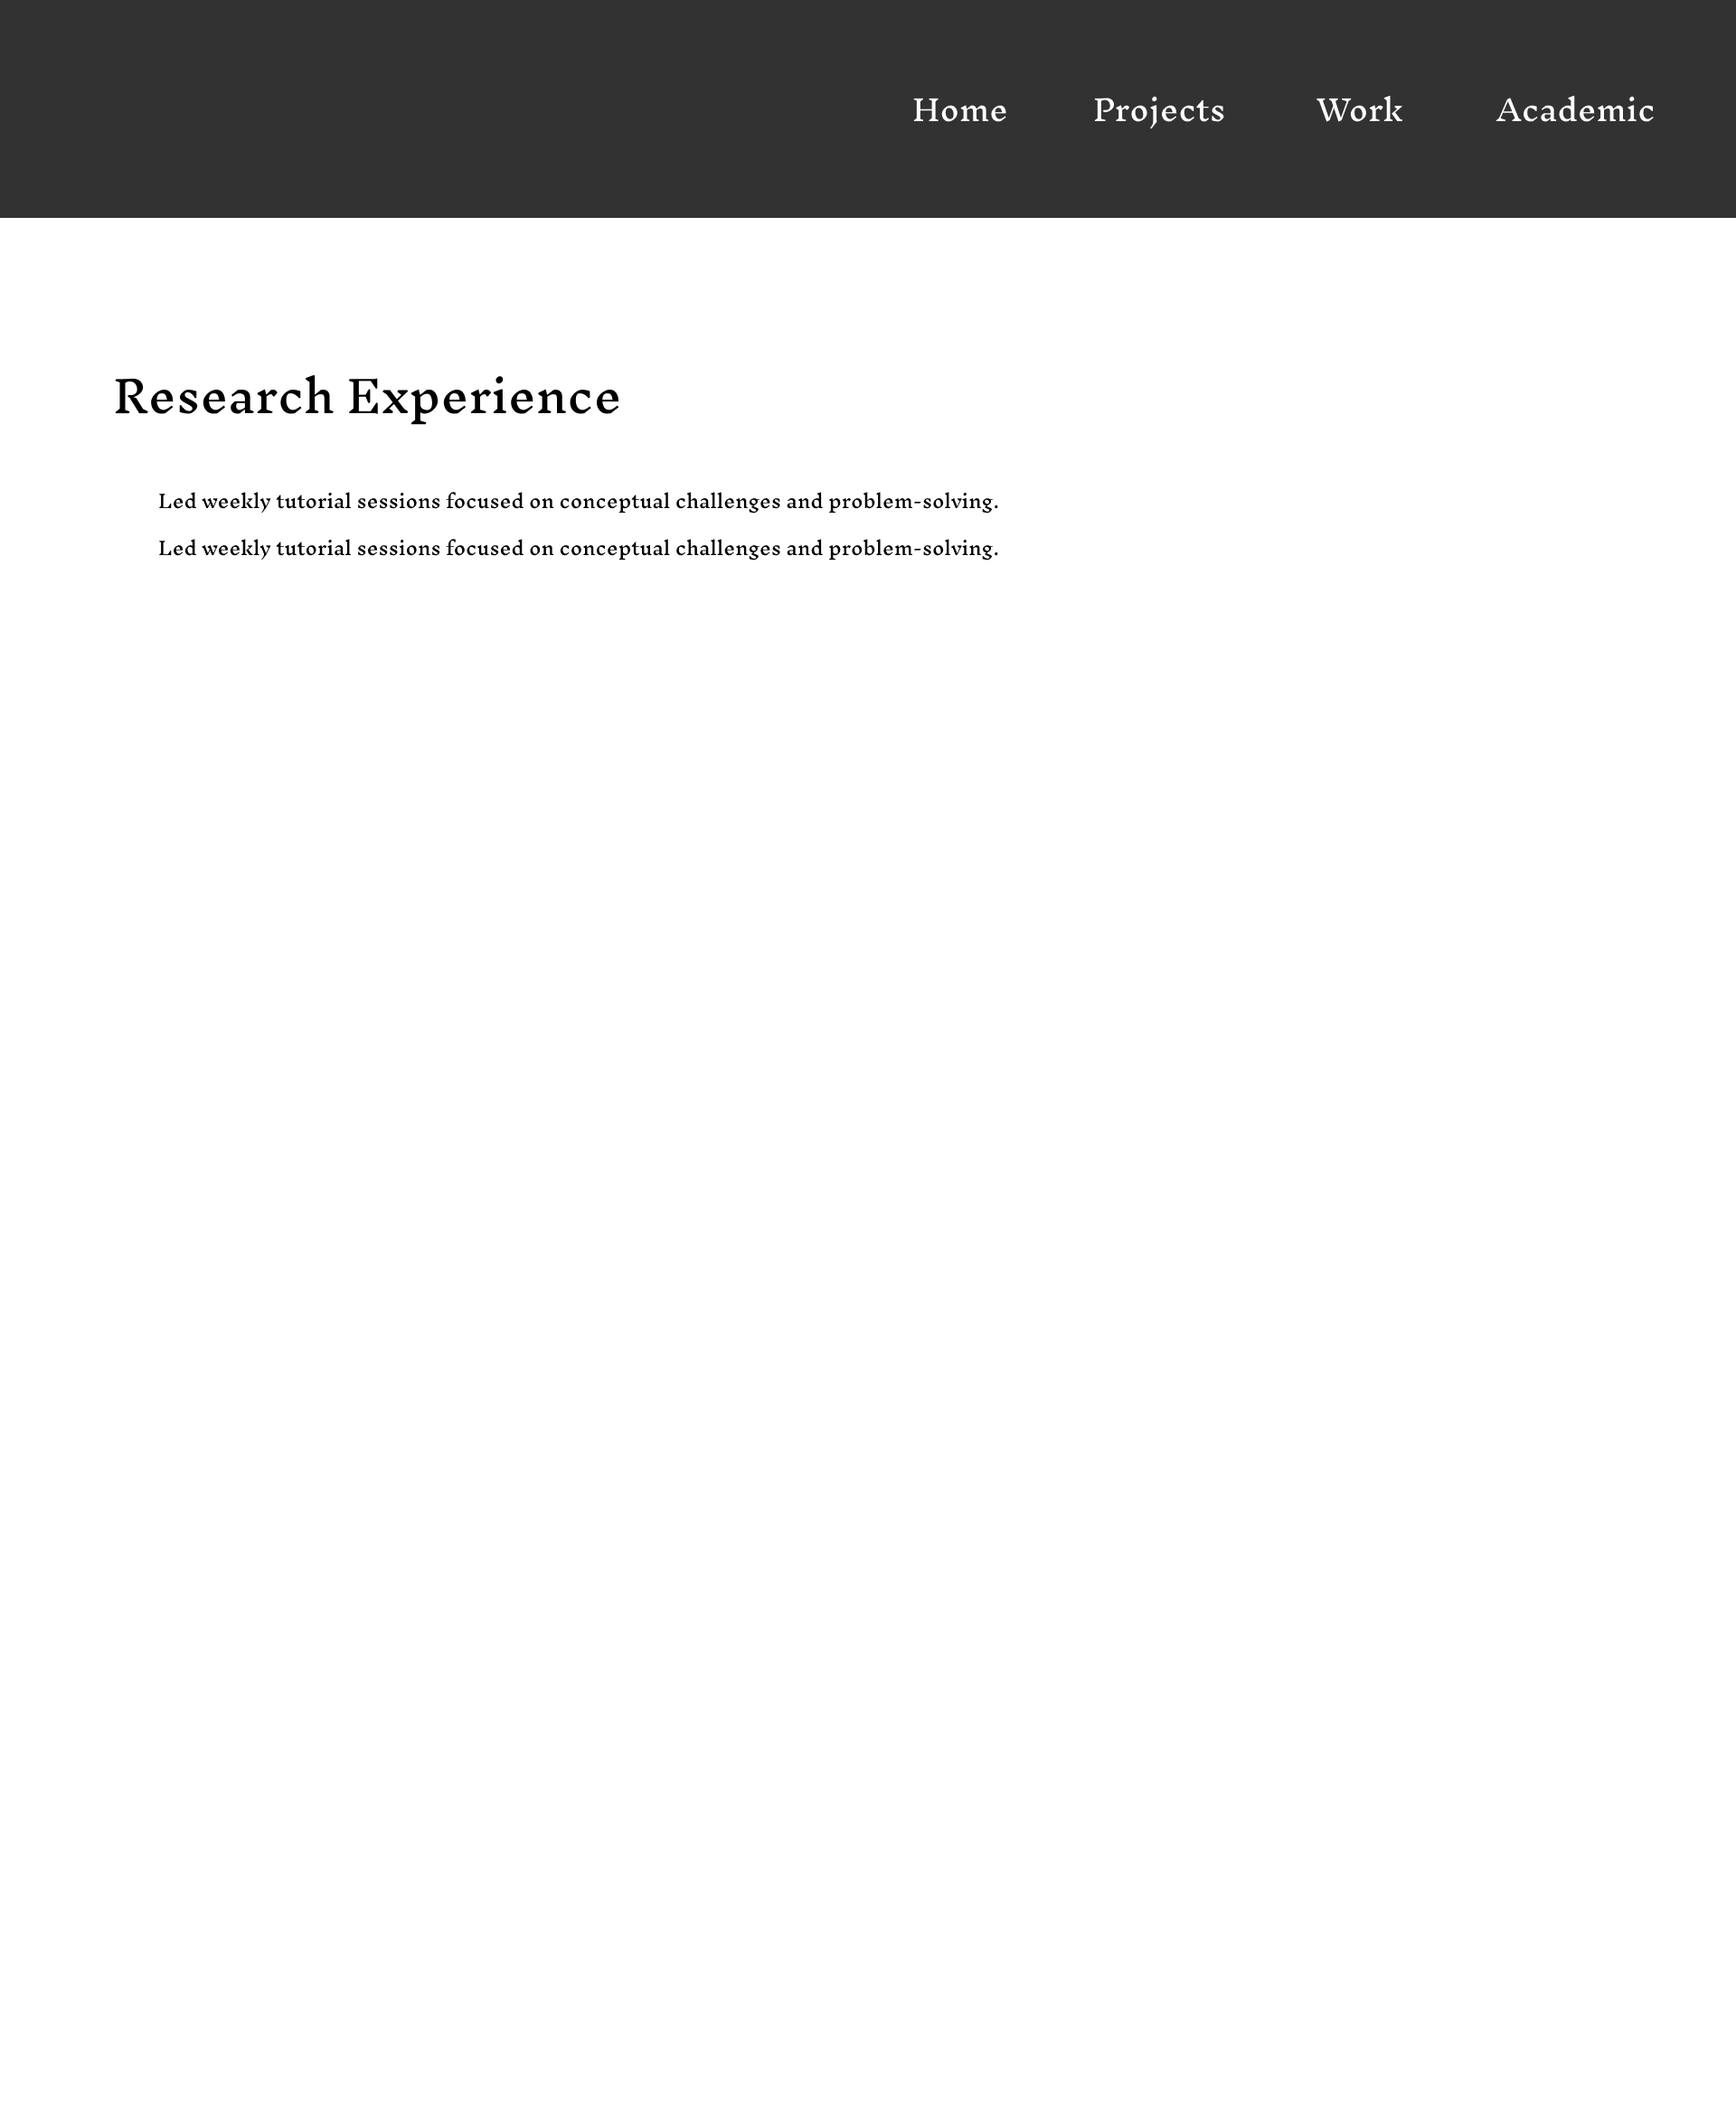 Home Projects Work Academic
Research Experience
Led weekly tutorial sessions focused on conceptual challenges and problem-solving.
Led weekly tutorial sessions focused on conceptual challenges and problem-solving.